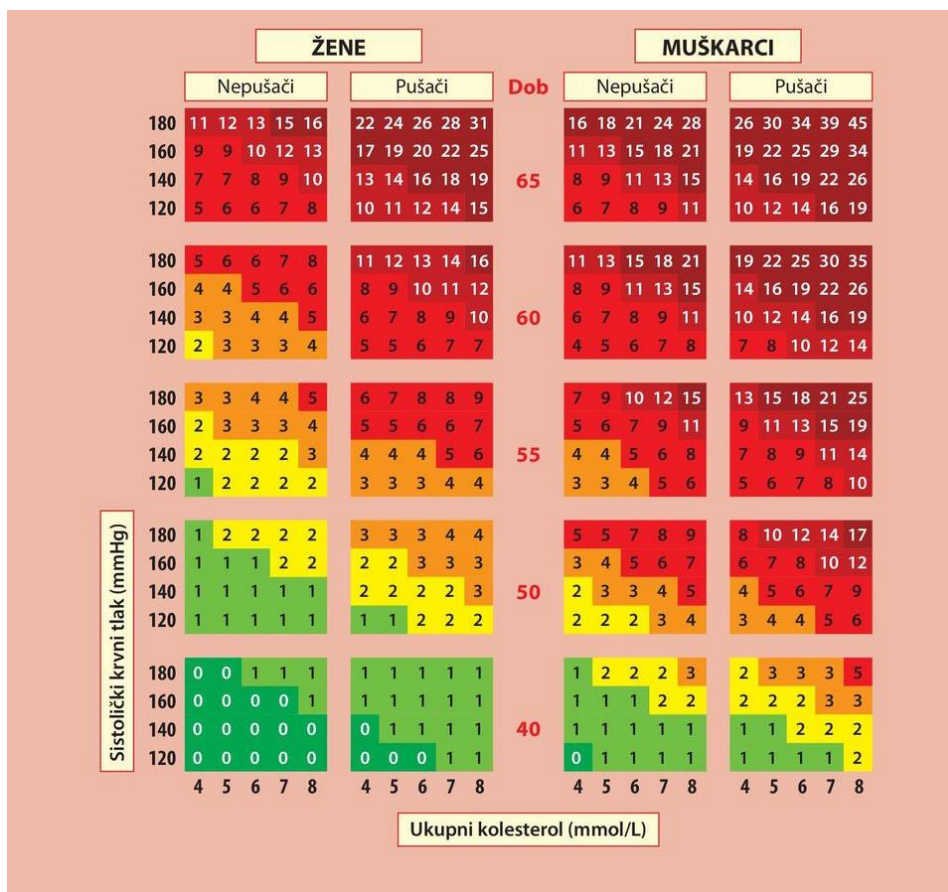 ŽENE MUŠKARCI
Nepušači Pušači Dob Nepušači Pušači
180 11 12 13 15 16 22 24 26 28 31 16 18 21 24 28 26 30 34 39 45
160 9 9 10 12 13 17 19 20 22 25 11 13 15 18 21 19 22 25 29 34
140 7 7 8 9 10 13 14 16 18 19 65 8 9 11 13 15 14 16 19 22 26
120 5 6 6 7 8 10 11 12 14 15 6 7 8 9 11 10 12 14 16 19
180 5 6 6 7 8 11 12 13 14 16 11 13 15 18 21 19 22 25 30 35
160 4 4 5 6 6 8 9 10 11 12 8 9 11 13 15 14 16 19 22 26
140 3 3 4 4 5 6 7 8 9 10 60 6 7 8 9 11 10 12 14 16 19
120 2 3 3 3 4 5 5 6 7 7 4 5 6 7 8 7 8 10 12 14
180 3 3 4 4 5 6 7 8 8 9 7 9 10 12 15 13 15 18 21 25
160 2 3 3 3 4 5 5 6 6 7 5 6 7 9 11 9 11 13 15 19
140 2 2 2 2 3 4 4 4 5 6 55 4 4 5 6 8 7 8 9 11 14
120 1 2 2 2 2 3 3 3 4 4 3 3 4 5 6 5 6 7 8 10
180 1 2 2 2 2 3 3 3 4 4 5 5 7 8 9 8 10 12 14 17
160 1 1 1 2 2 2 2 3 3 3 3 4 5 6 7 6 7 8 10 12
140 1 1 1 1 1 2 2 2 2 3 50 2 3 3 4 5 4 5 6 7 9
120 1 1 1 1 1 1 1 2 2 2 2 2 2 3 4 3 4 4 5 6
180 0 0 1 1 1 1 1 1 1 1 1 2 2 2 3 2 3 3 3 5
160 0 0 0 0 1 1 1 1 1 1 1 1 1 2 2 2 2 2 3 3
140 0 0 0 0 0 0 1 1 1 1 40 1 1 1 1 1 1 1 2 2 2
120 0 0 0 0 0 0 0 0 1 1 0 1 1 1 1 1 1 1 1 2
4 5 6 7 8 4 5 6 7 8 4 5 6 7 8 4 5 6 7 8
Sistolički krvni tlak (mmHg)
Ukupni kolesterol (mmol/L)